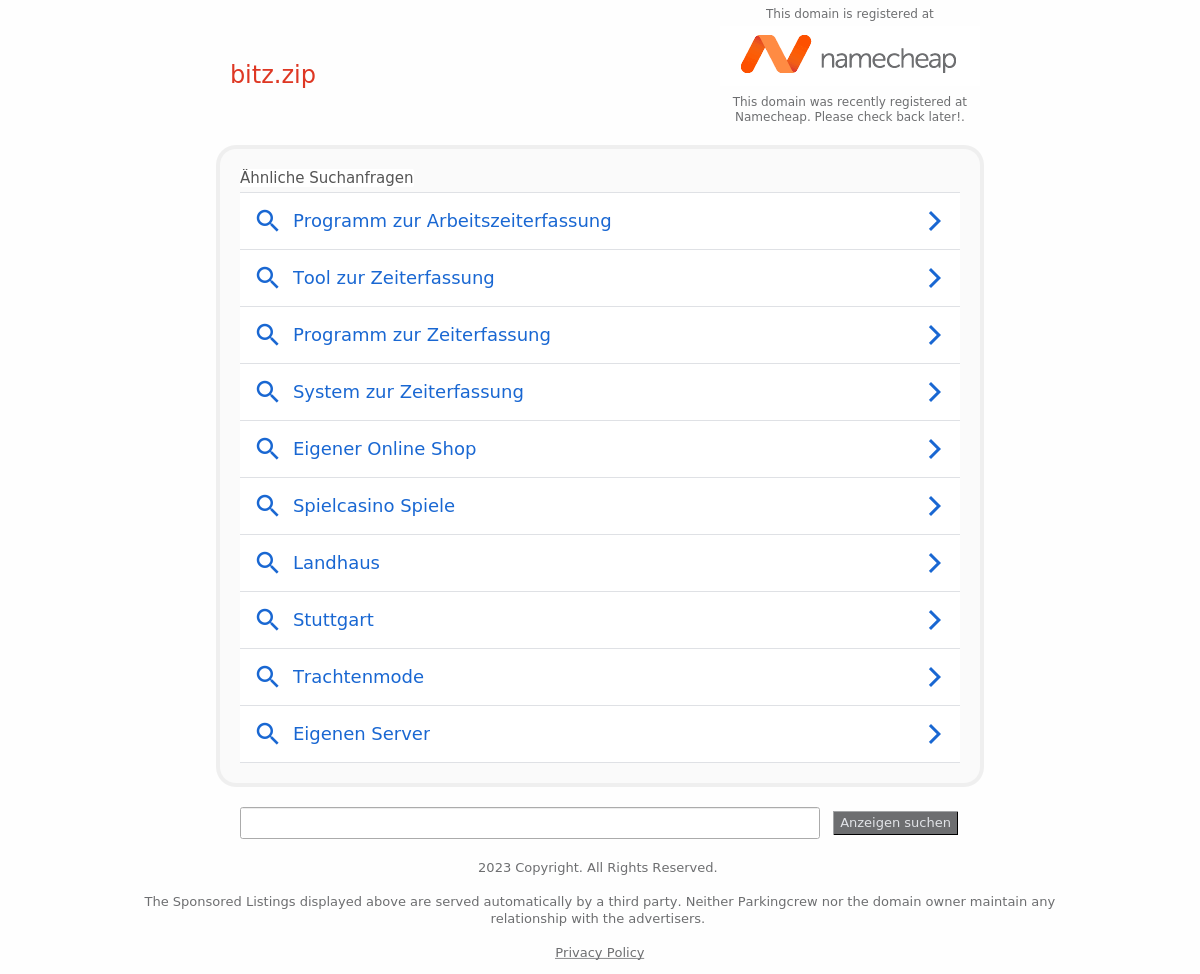 This domain is registered at
namecheap
bitz.zip
This domain was recently registered at
Namecheap. Please check back later!.
Ähnliche Suchanfragen
Programm zur Arbeitszeiterfassung
Tool zur Zeiterfassung
Programm zur Zeiterfassung
System zur Zeiterfassung
Eigener Online Shop
Spielcasino Spiele
Landhaus
Stuttgart
Trachtenmode
Eigenen Server
Anzeigen suchen
2023 Copyright. All Rights Reserved.
The Sponsored Listings displayed above are served automatically by a third party. Neither Parkingcrew nor the domain owner maintain any
relationship with the advertisers.
Privacy Policy